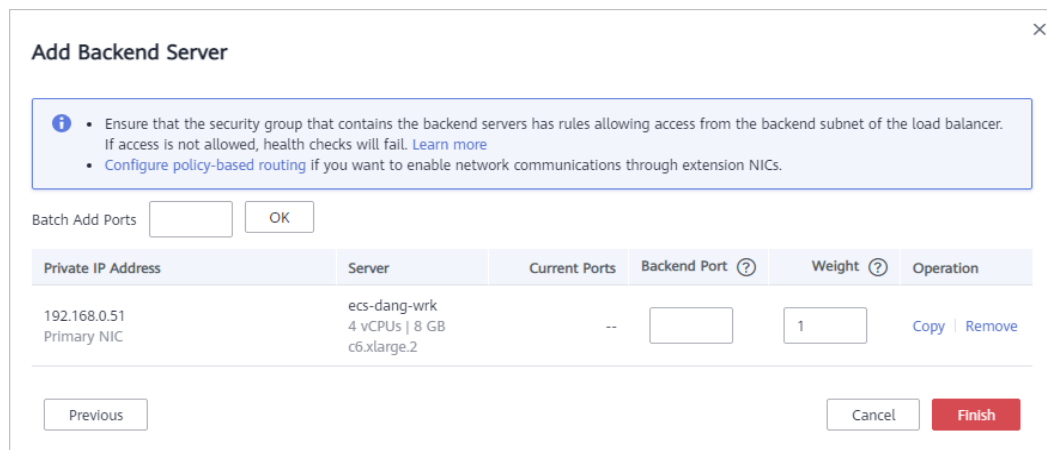 Add Backend Server
• Ensure that the security group that contains the backend servers has rules allowing access from the backend subnet of the load balancer.
If access is not allowed, health checks will fail. Learn more
• Configure policy-based routing if you want to enable network communications through extension NICs.
Batch Add Ports OK
Private IP Address Server Current Ports Backend Port ? Weight ? Operation
192.168.0.51 ecs-dang-wrk -- 1 Copy | Remove
Primary NIC 4 vCPUs | 8 GB
c6.xlarge.2
Previous Cancel Finish